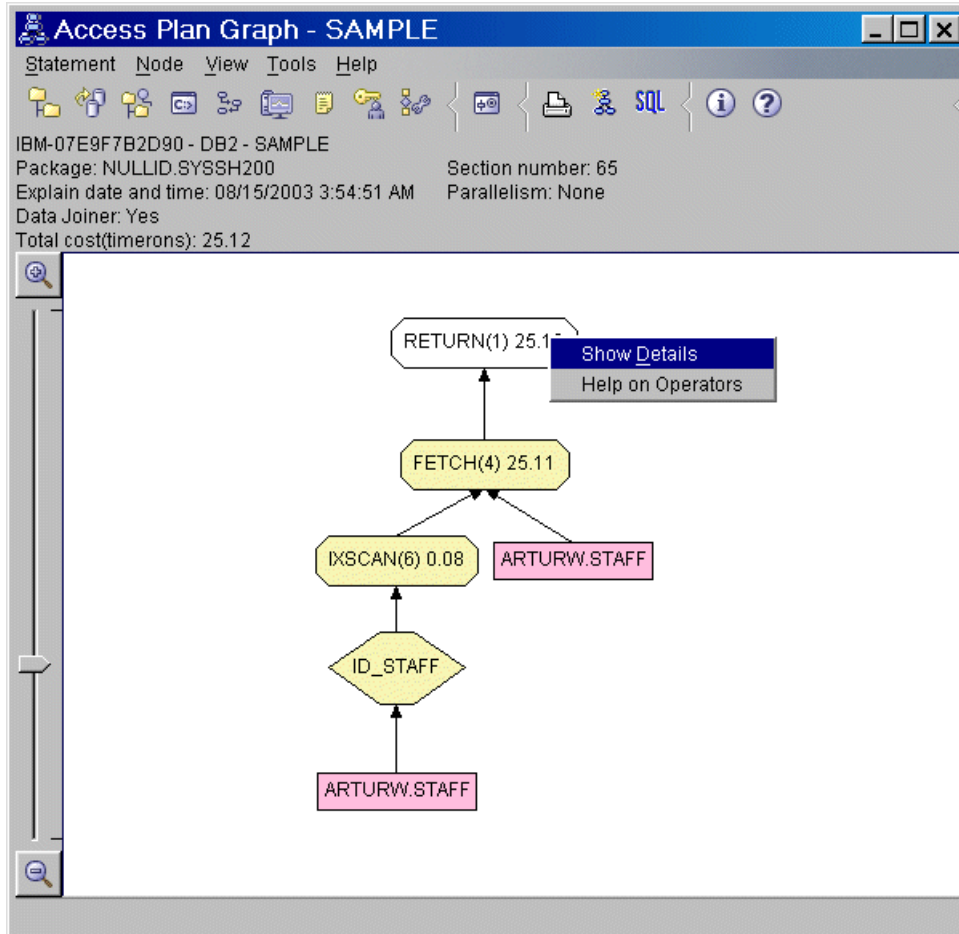 Access Plan Graph - SAMPLE
Statement Node View Tools Help
C:> SQL i ?
IBM-07E9F7B2D90 - DB2 - SAMPLE
Package: NULLID.SYSSH200 Section number: 65
Explain date and time: 08/15/2003 3:54:51 AM Parallelism: None
Data Joiner: Yes
Total cost(timerons): 25.12
RETURN(1) 25.1
Show Details
Help on Operators
FETCH(4) 25.11
IXSCAN(6) 0.08 ARTURW.STAFF
ID_STAFF
ARTURW.STAFF